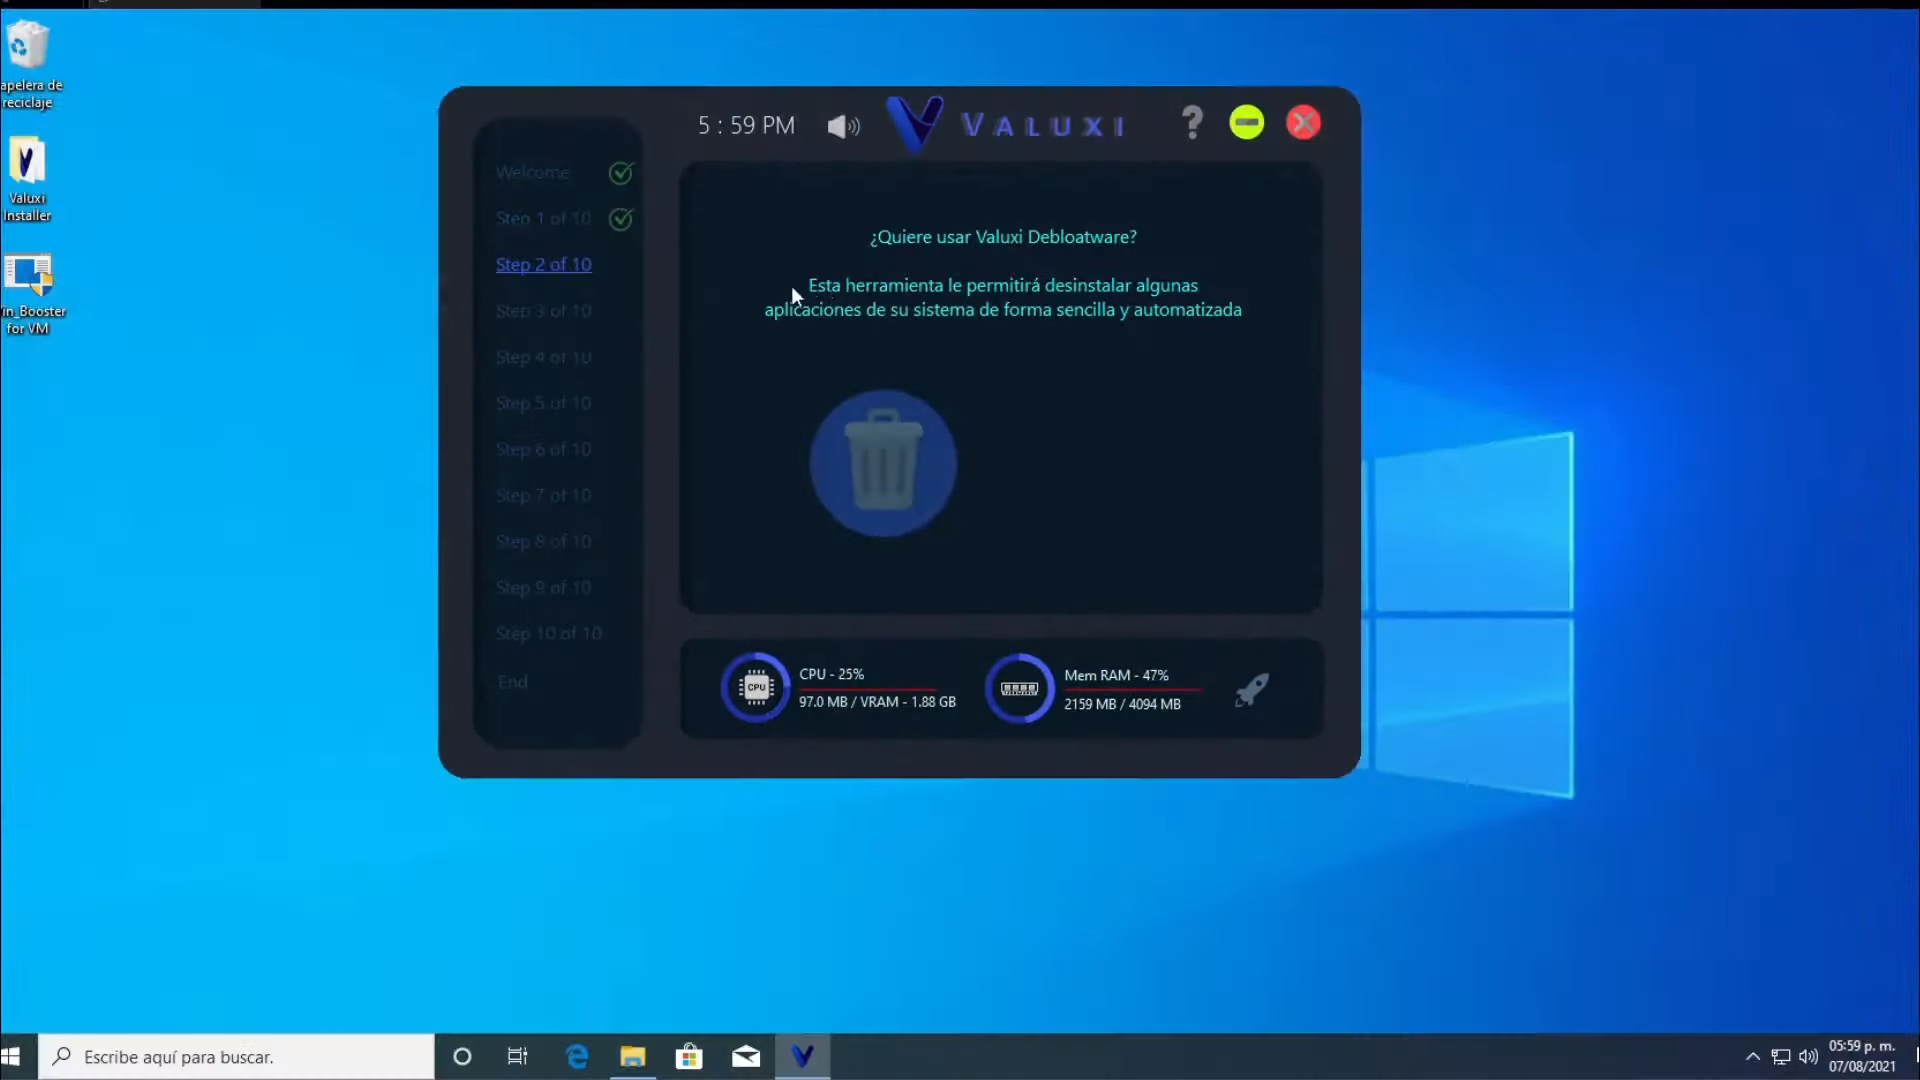 apelera de
reciclaje
Valuxi
Installer
in_Booster
for VM
5 : 59 PM
VALUXI
?
Welcome
Step 1 of 10
Step 2 of 10
Step 3 of 10
Step 4 of 10
Step 5 of 10
Step 6 of 10
Step 7 of 10
Step 8 of 10
Step 9 of 10
Step 10 of 10
End
¿Quiere usar Valuxi Debloatware?
Esta herramienta le permitirá desinstalar algunas
aplicaciones de su sistema de forma sencilla y automatizada
CPU
CPU - 25%
97.0 MB / VRAM - 1.88 GB
Mem RAM - 47%
2159 MB / 4094 MB
Escribe aquí para buscar.
05:59 p. m.
07/08/2021